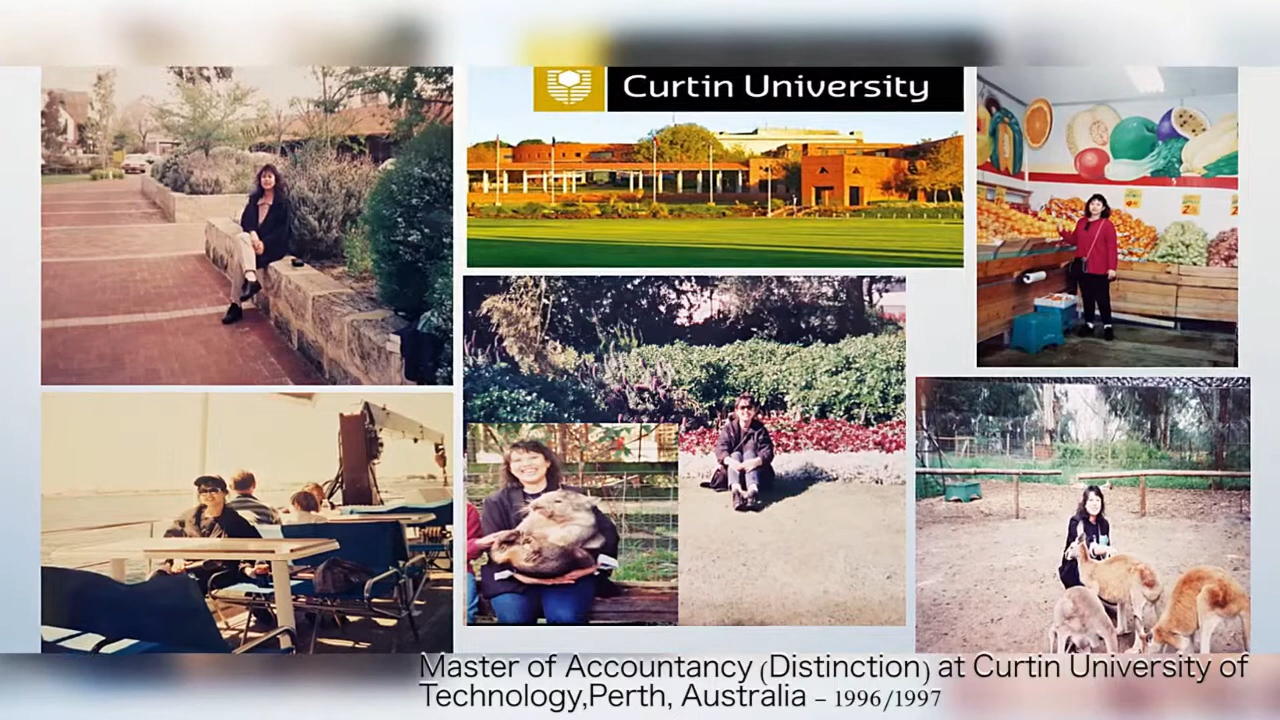 Curtin University
Master of Accountancy (Distinction) at Curtin University of
Technology,Perth, Australia – 1996/1997